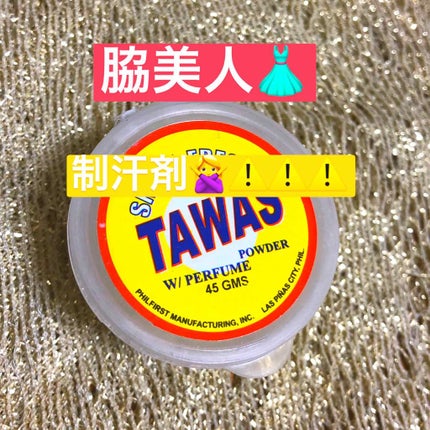 脇美人👗
制汗剤🙅‍♀️⚠️⚠️⚠️
TAWAS
POWDER
W/ PERFUME
45 GMS
PHILFIRST MANUFACTURING, INC. LAS PIÑAS CITY, PHIL